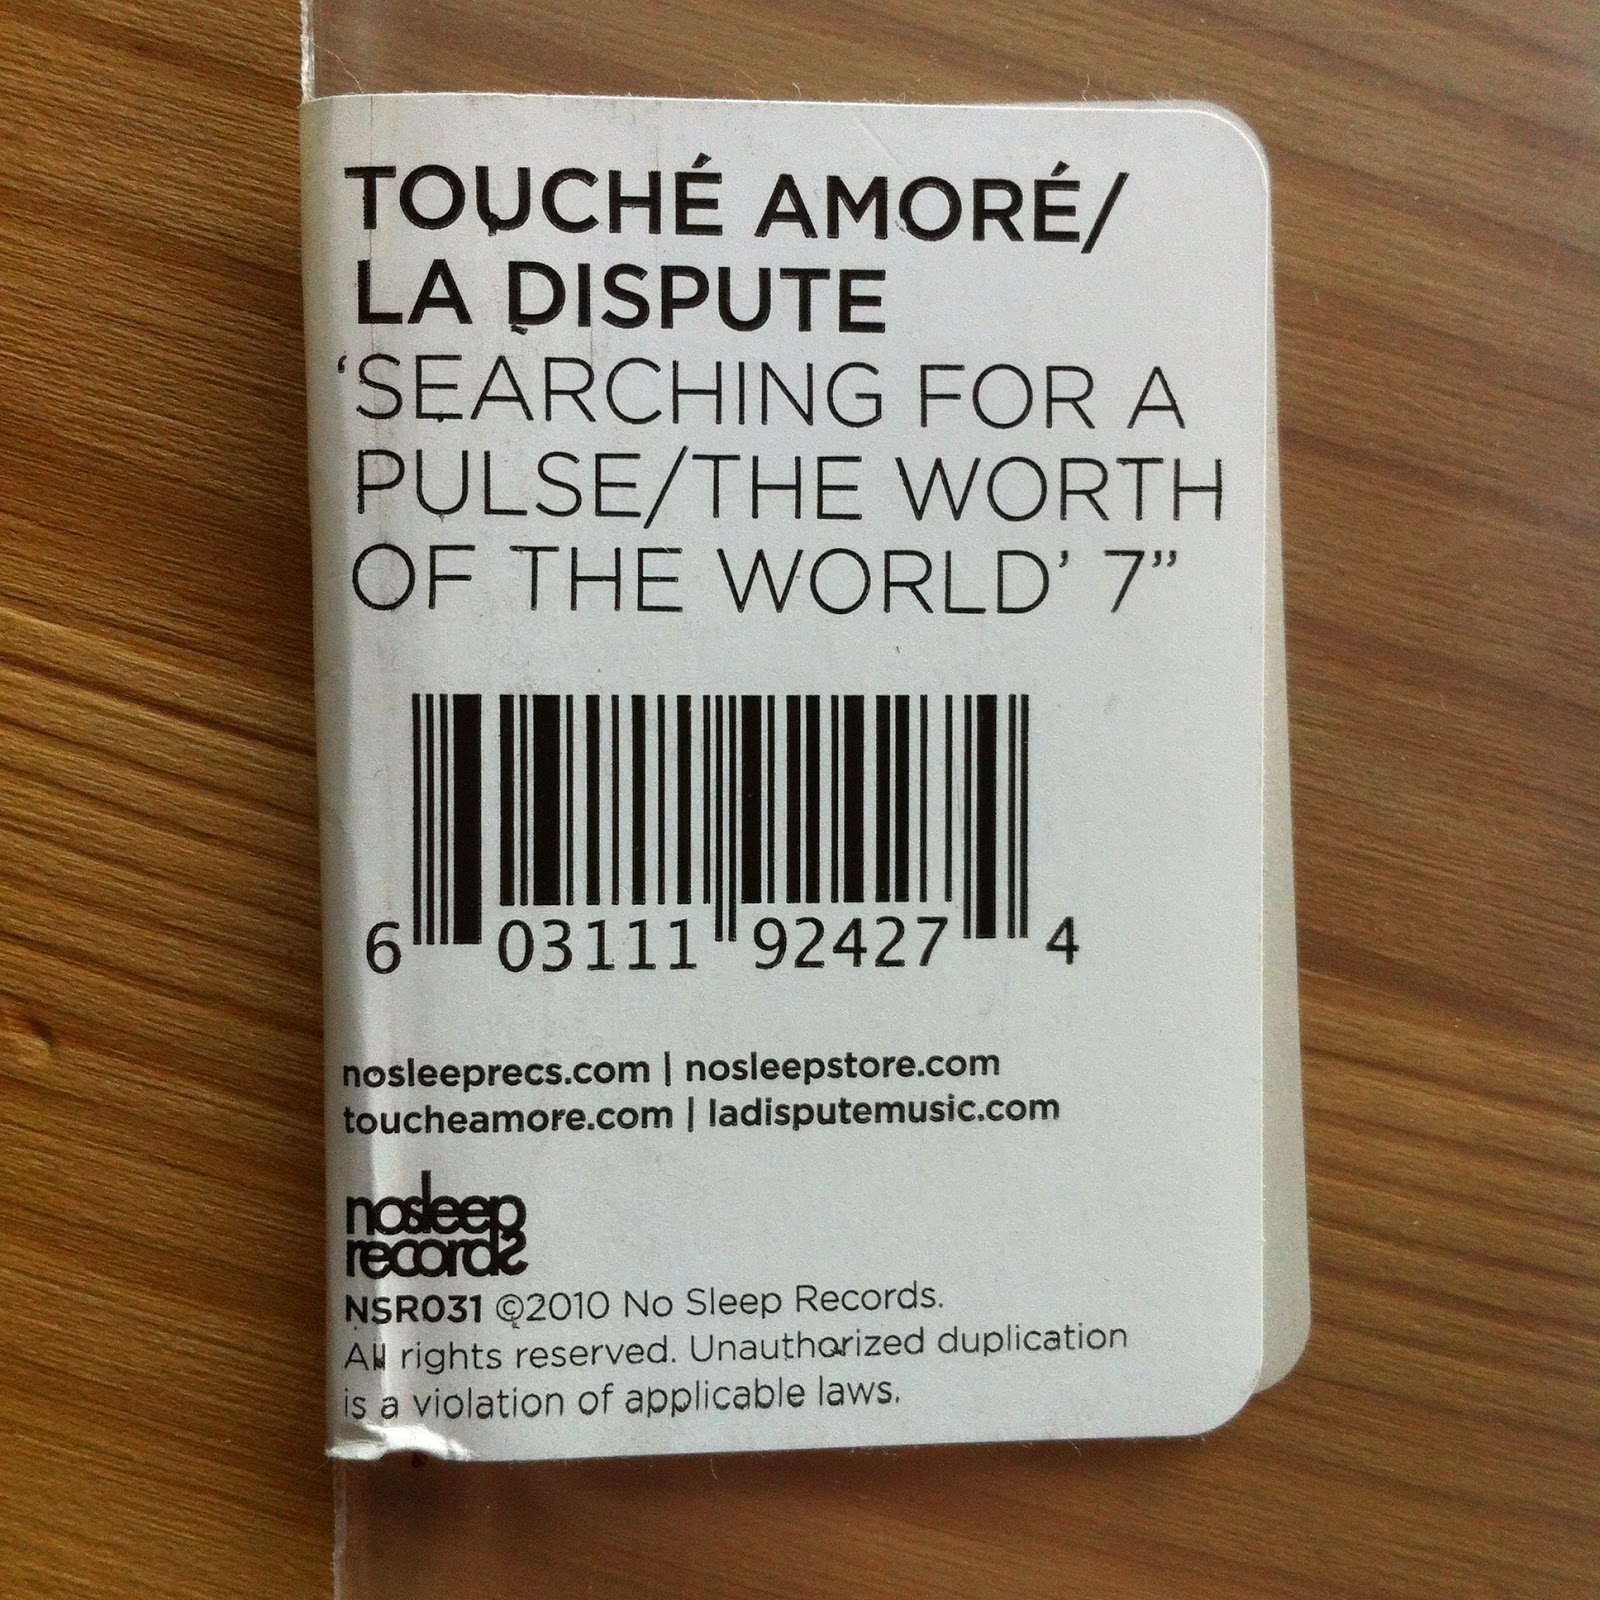 TOUCHÉ AMORÉ/
LA DISPUTE
‘SEARCHING FOR A
PULSE/THE WORTH
OF THE WORLD’ 7”
6 03111 92427 4
nosleeprecs.com | nosleepstore.com
toucheamore.com | ladisputemusic.com
nosleep
records
NSR031 ©2010 No Sleep Records.
All rights reserved. Unauthorized duplication
is a violation of applicable laws.